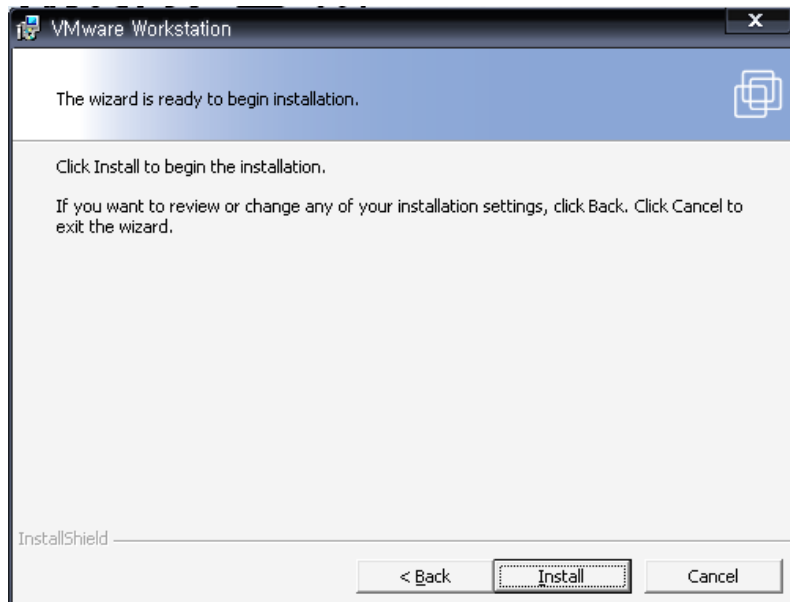 VMware Workstation
The wizard is ready to begin installation.
Click Install to begin the installation.
If you want to review or change any of your installation settings, click Back. Click Cancel to
exit the wizard.
InstallShield
< Back
Install
Cancel